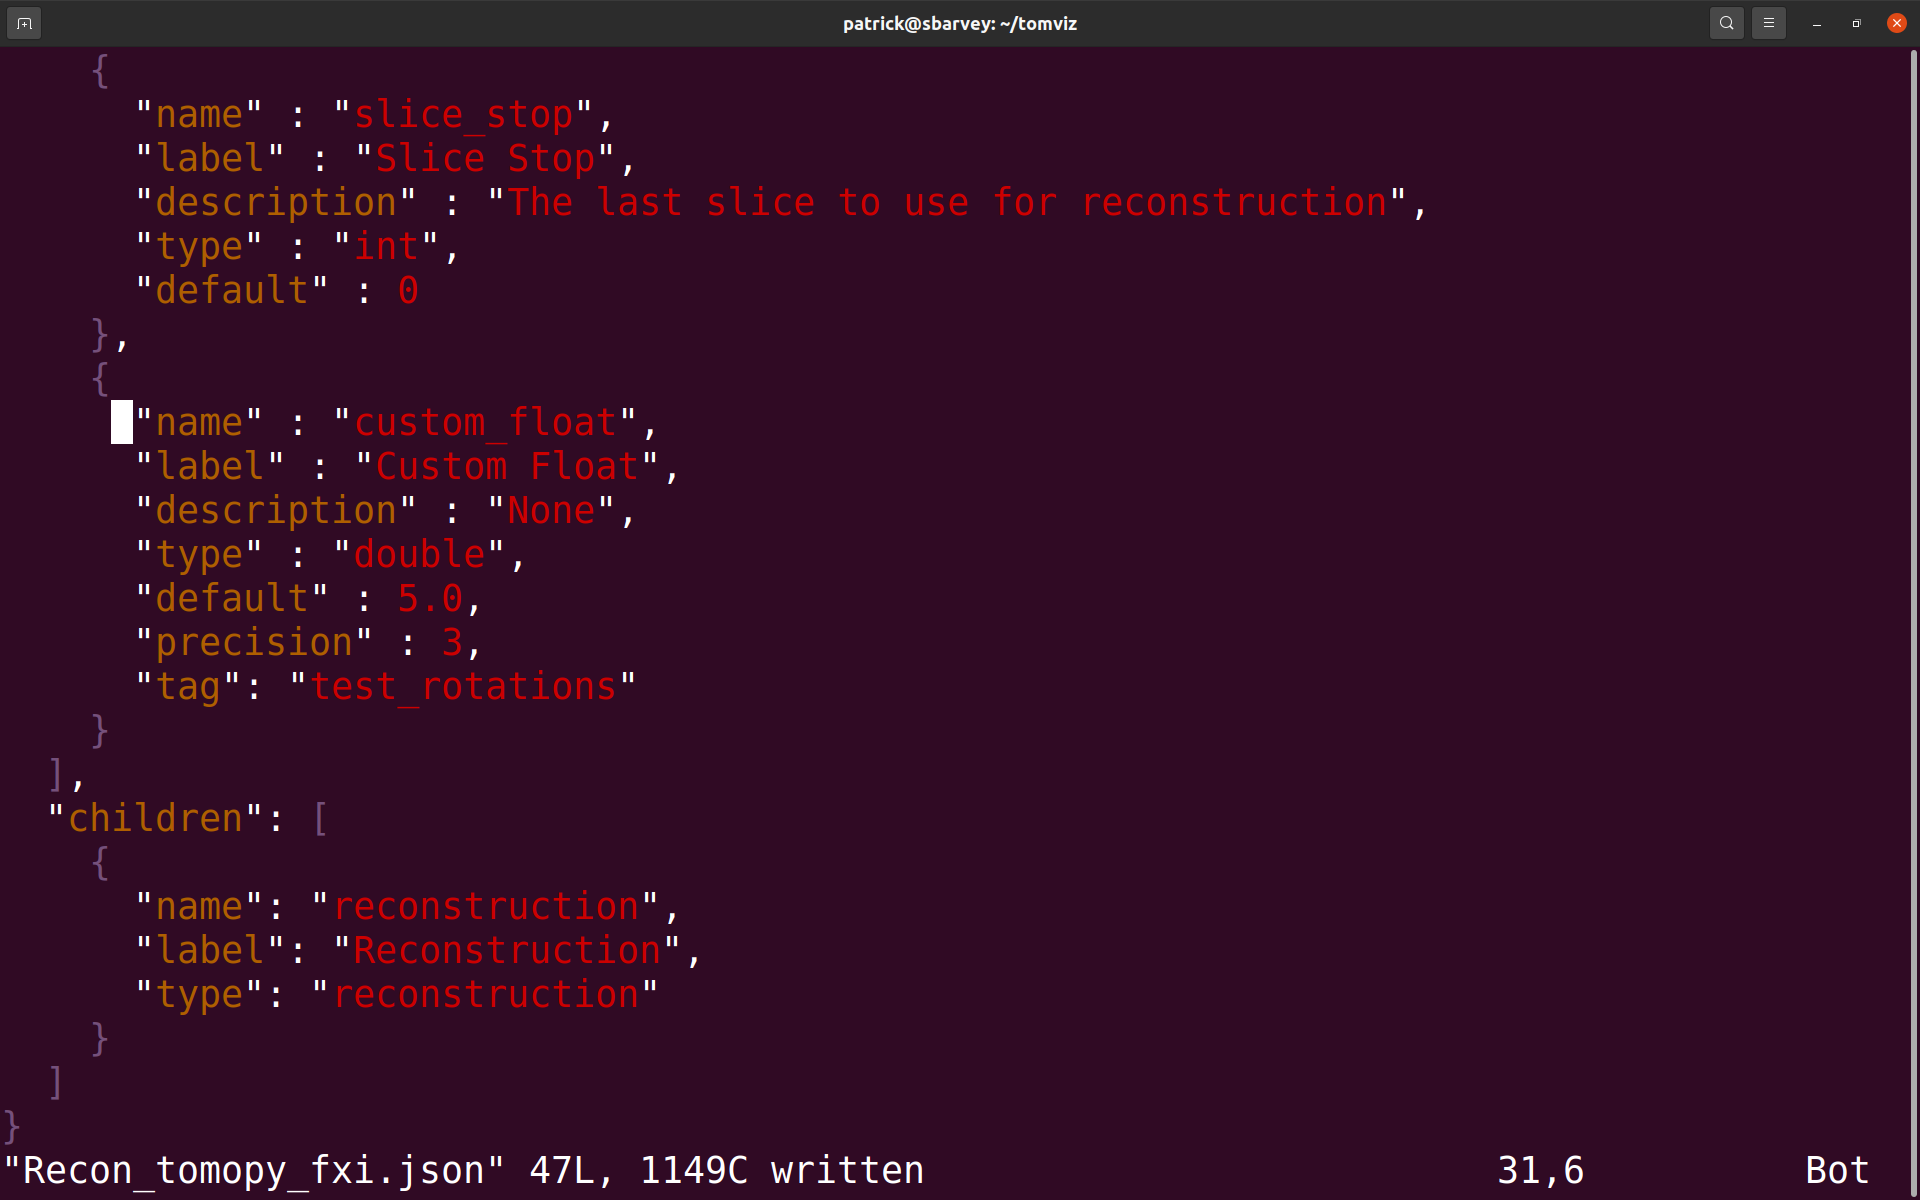 patrick@sbarvey: ~/tomviz
    {
      "name" : "slice_stop",
      "label" : "Slice Stop",
      "description" : "The last slice to use for reconstruction",
      "type" : "int",
      "default" : 0
    },
    {
      "name" : "custom_float",
      "label" : "Custom Float",
      "description" : "None",
      "type" : "double",
      "default" : 5.0,
      "precision" : 3,
      "tag": "test_rotations"
    }
  ],
  "children": [
    {
      "name": "reconstruction",
      "label": "Reconstruction",
      "type": "reconstruction"
    }
  ]
}
"Recon_tomopy_fxi.json" 47L, 1149C written 31,6 Bot